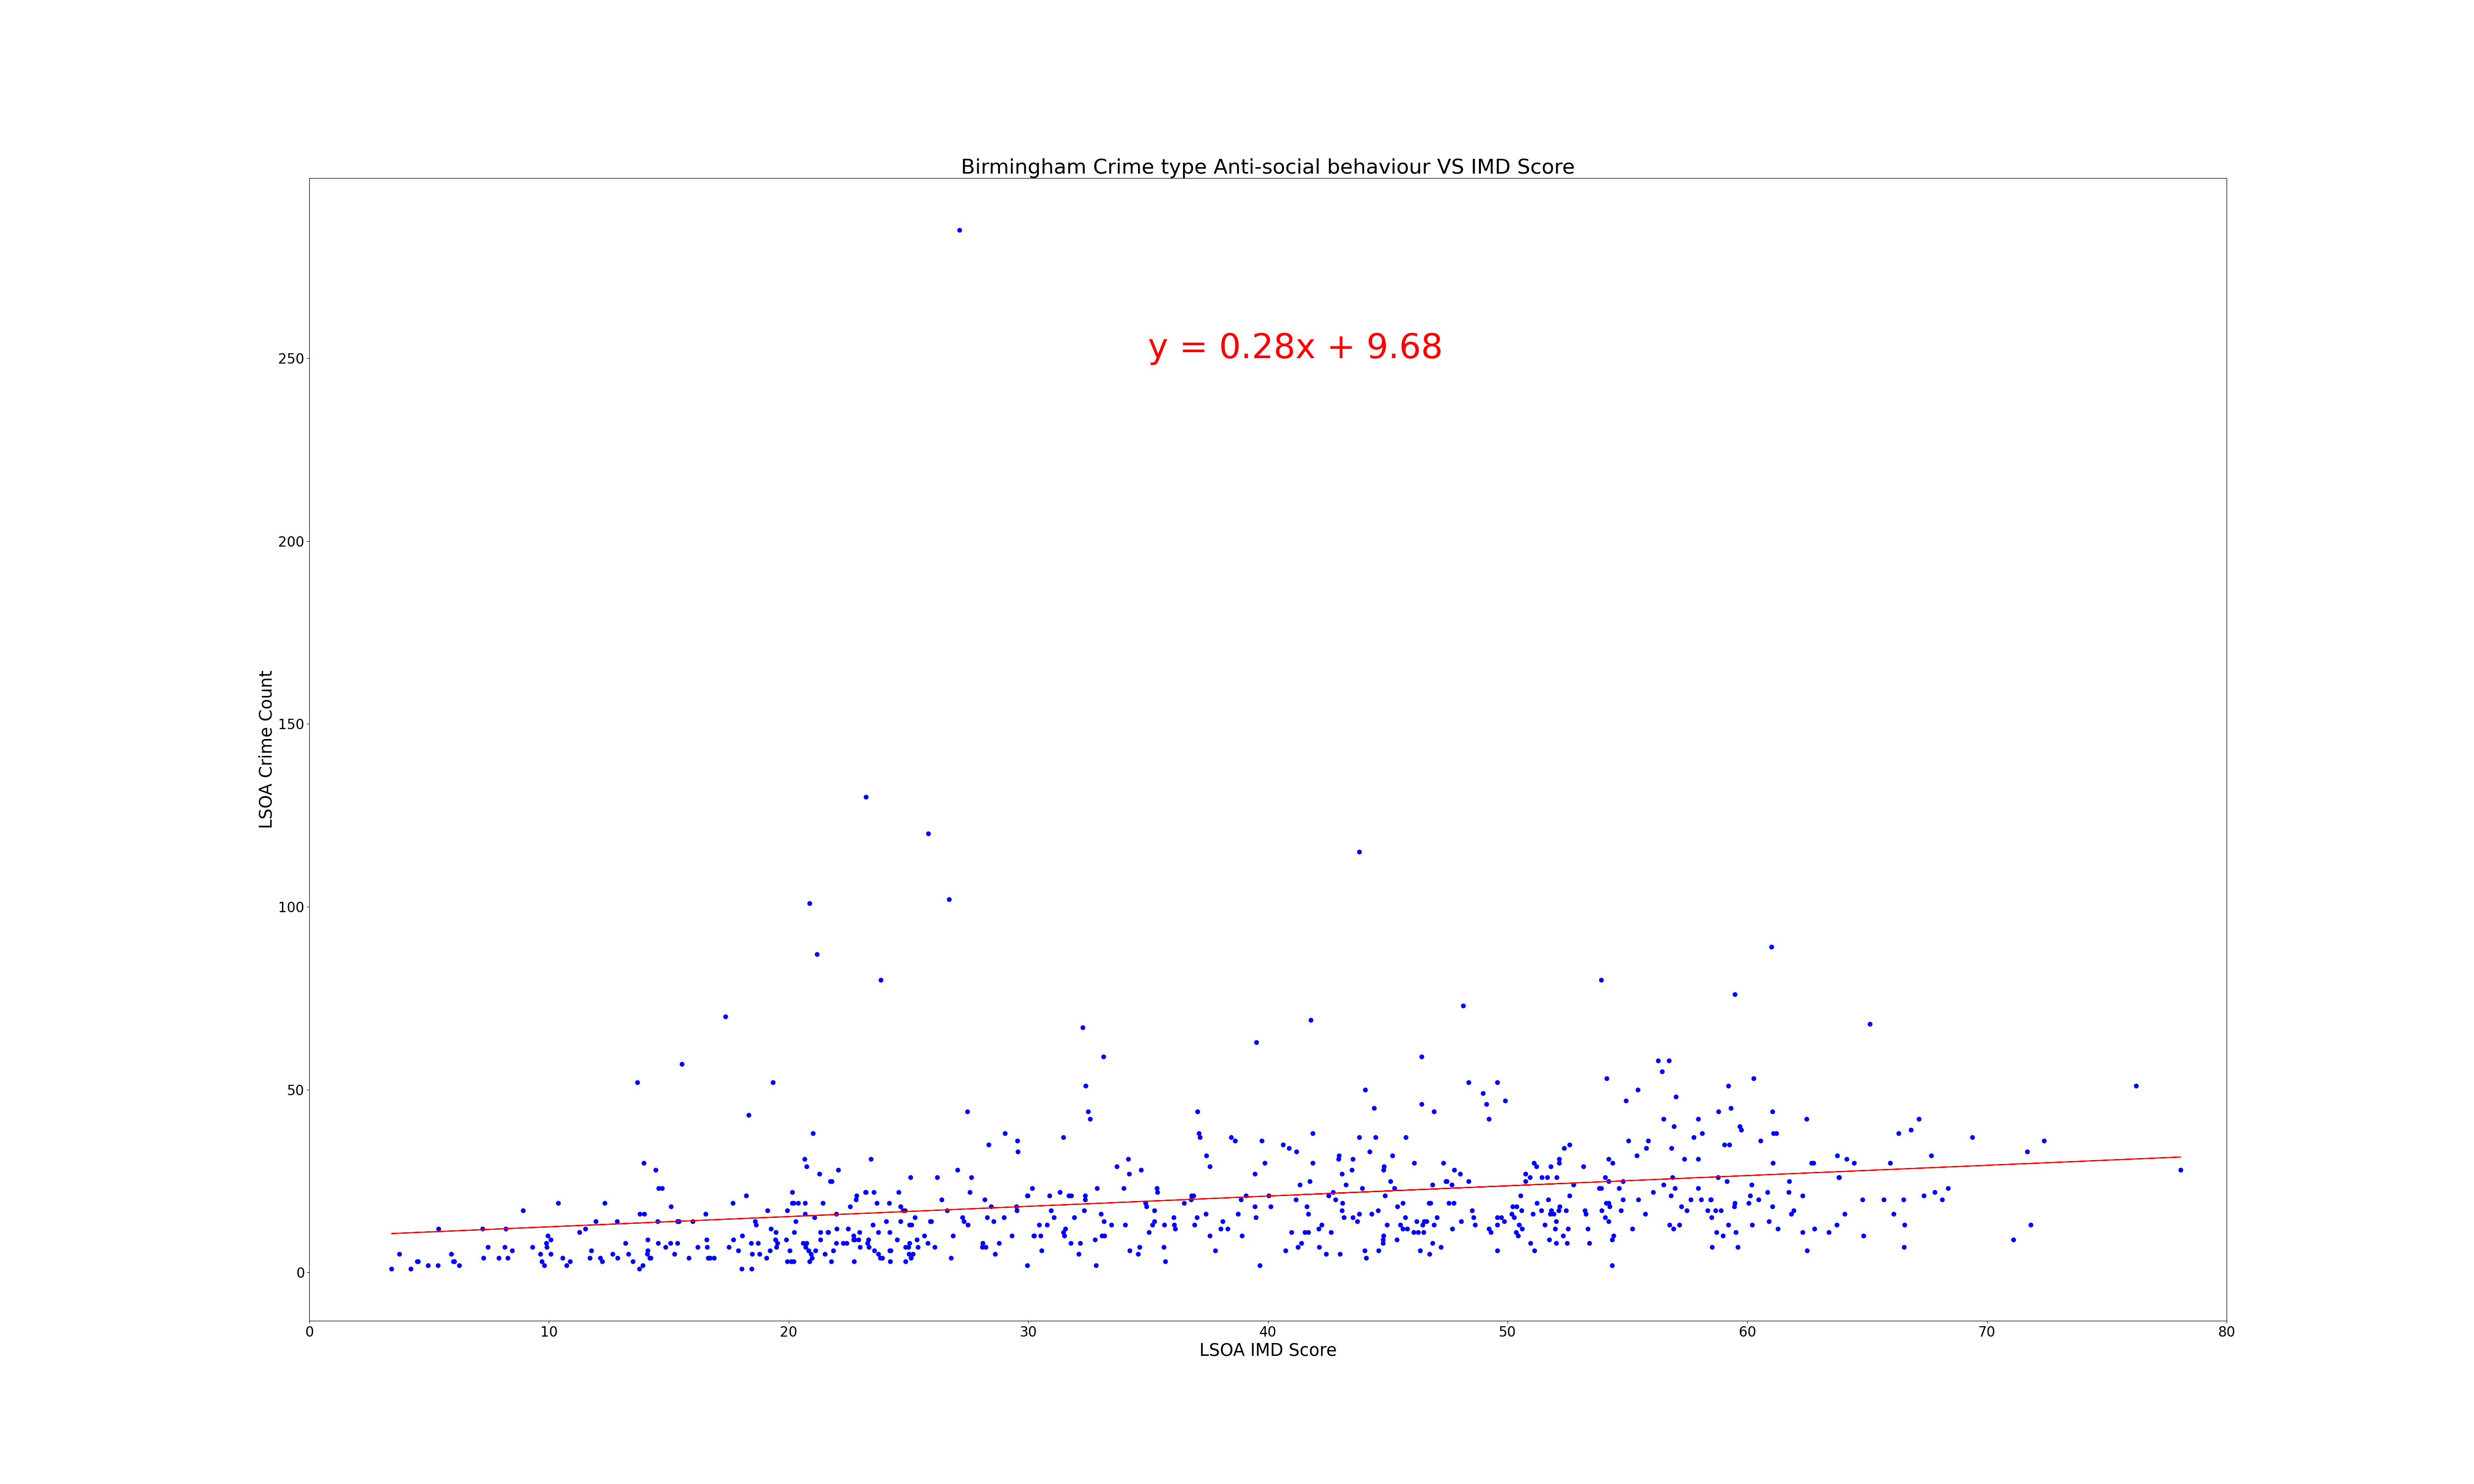 Birmingham Crime type Anti-social behaviour VS IMD Score
y = 0.28x + 9.68
LSOA Crime Count
250
200
150
100
50
0
0 10 20 30 40 50 60 70 80
LSOA IMD Score